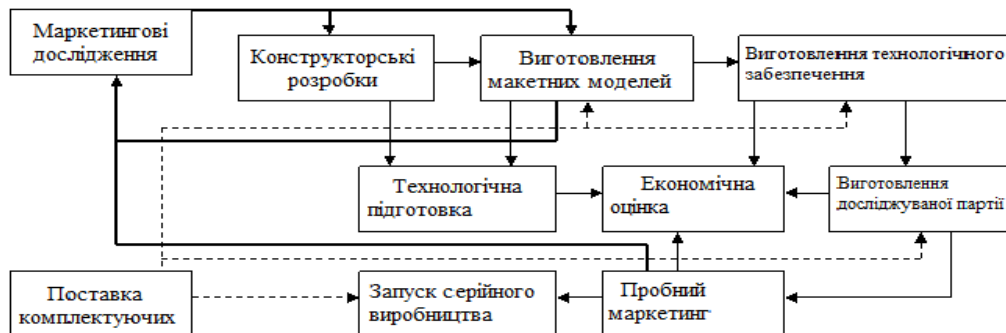 Маркетингові
дослідження
Конструкторські
розробки
Виготовлення
макетних моделей
Виготовлення технологічного
забезпечення
Технологічна
підготовка
Економічна
оцінка
Виготовлення
досліджуваної партії
Поставка
комплектуючих
Запуск серійного
виробництва
Пробний
маркетинг